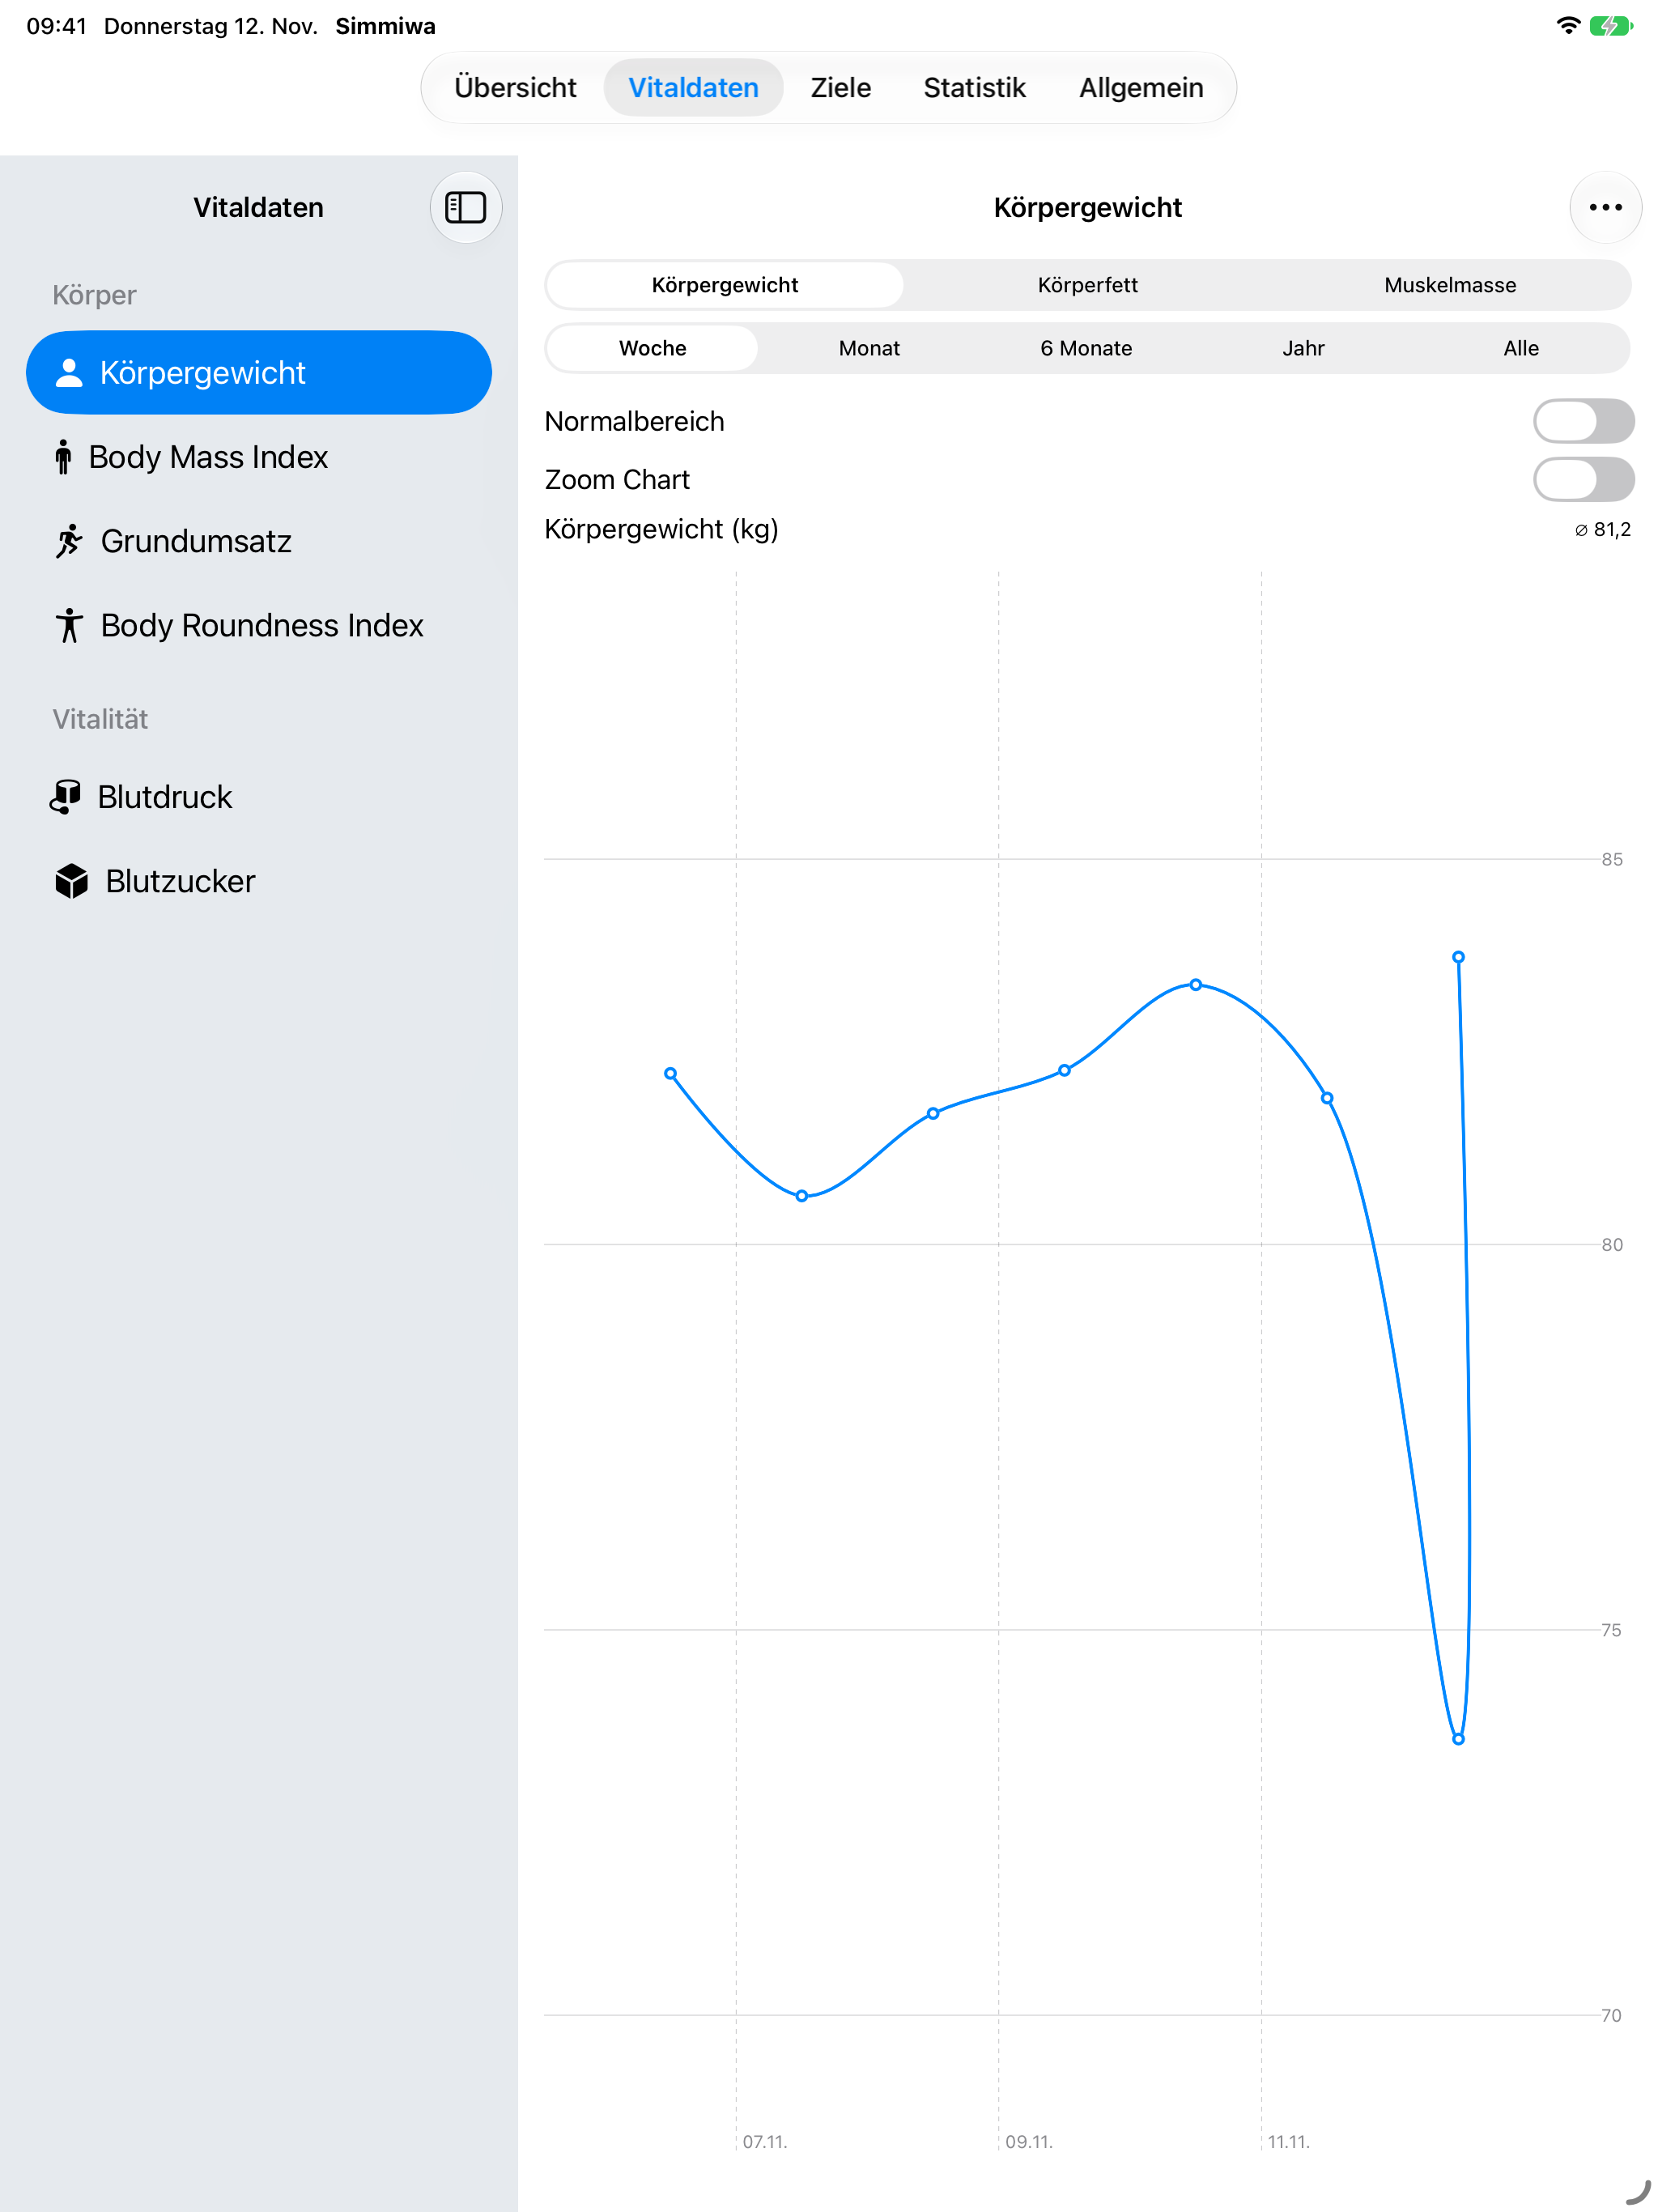 09:41 Donnerstag 12. Nov. Simmiwa
Übersicht Vitaldaten Ziele Statistik Allgemein
Vitaldaten
Körper
Körpergewicht
Body Mass Index
Grundumsatz
Body Roundness Index
Vitalität
Blutdruck
Blutzucker
Körpergewicht
Körpergewicht Körperfett Muskelmasse
Woche Monat 6 Monate Jahr Alle
Normalbereich
Zoom Chart
Körpergewicht (kg) ⌀ 81,2
85
80
75
70
07.11. 09.11. 11.11.